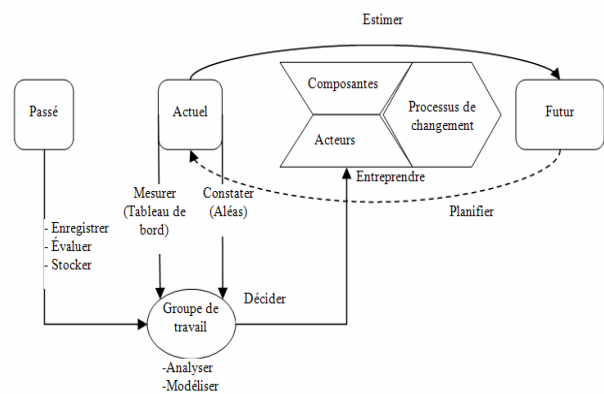 Estimer
Passé
Actuel
Composantes
Acteurs
Processus de
changement
Futur
Entreprendre
Mesurer
(Tableau de
bord)
Constater
(Aléas)
Planifier
- Enregistrer
- Évaluer
- Stocker
Groupe de
travail
Décider
-Analyser
-Modéliser